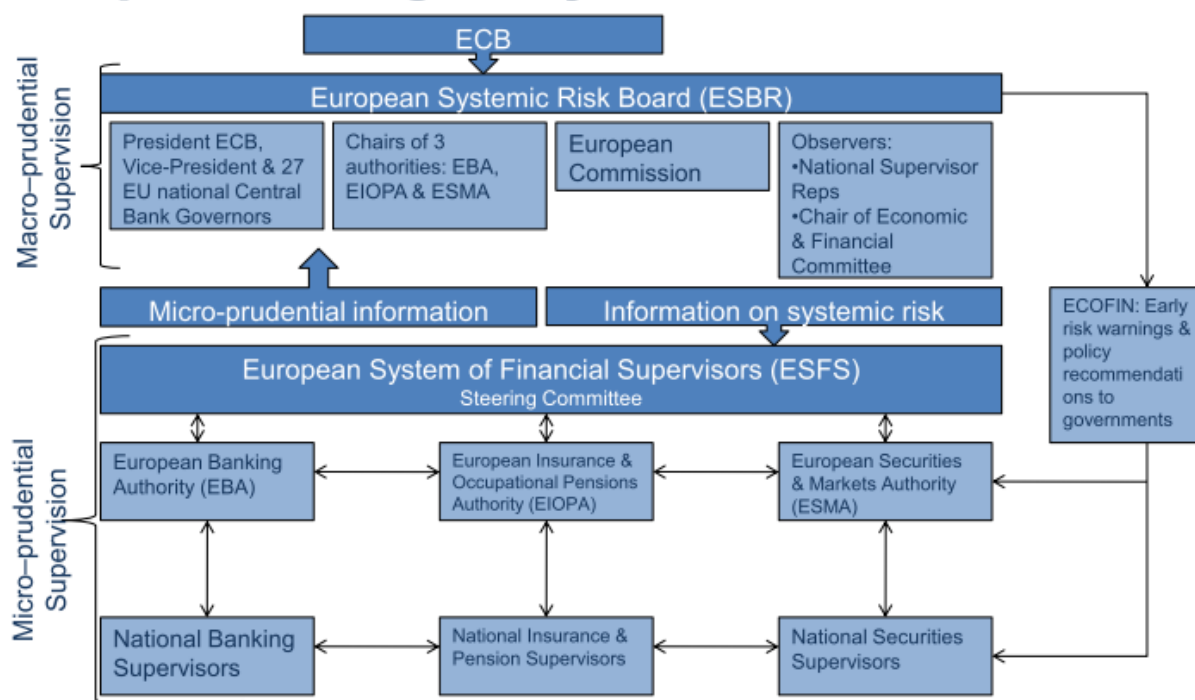 ECB
Macro–prudential
Supervision
European Systemic Risk Board (ESBR)
President ECB,
Vice-President & 27
EU national Central
Bank Governors
Chairs of 3
authorities: EBA,
EIOPA & ESMA
European
Commission
Observers:
•National Supervisor
Reps
•Chair of Economic
& Financial
Committee
Micro-prudential information
Information on systemic risk
ECOFIN: Early
risk warnings &
policy
recommendati
ons to
governments
Micro–prudential
Supervision
European System of Financial Supervisors (ESFS)
Steering Committee
European Banking
Authority (EBA)
European Insurance &
Occupational Pensions
Authority (EIOPA)
European Securities
& Markets Authority
(ESMA)
National Banking
Supervisors
National Insurance &
Pension Supervisors
National Securities
Supervisors